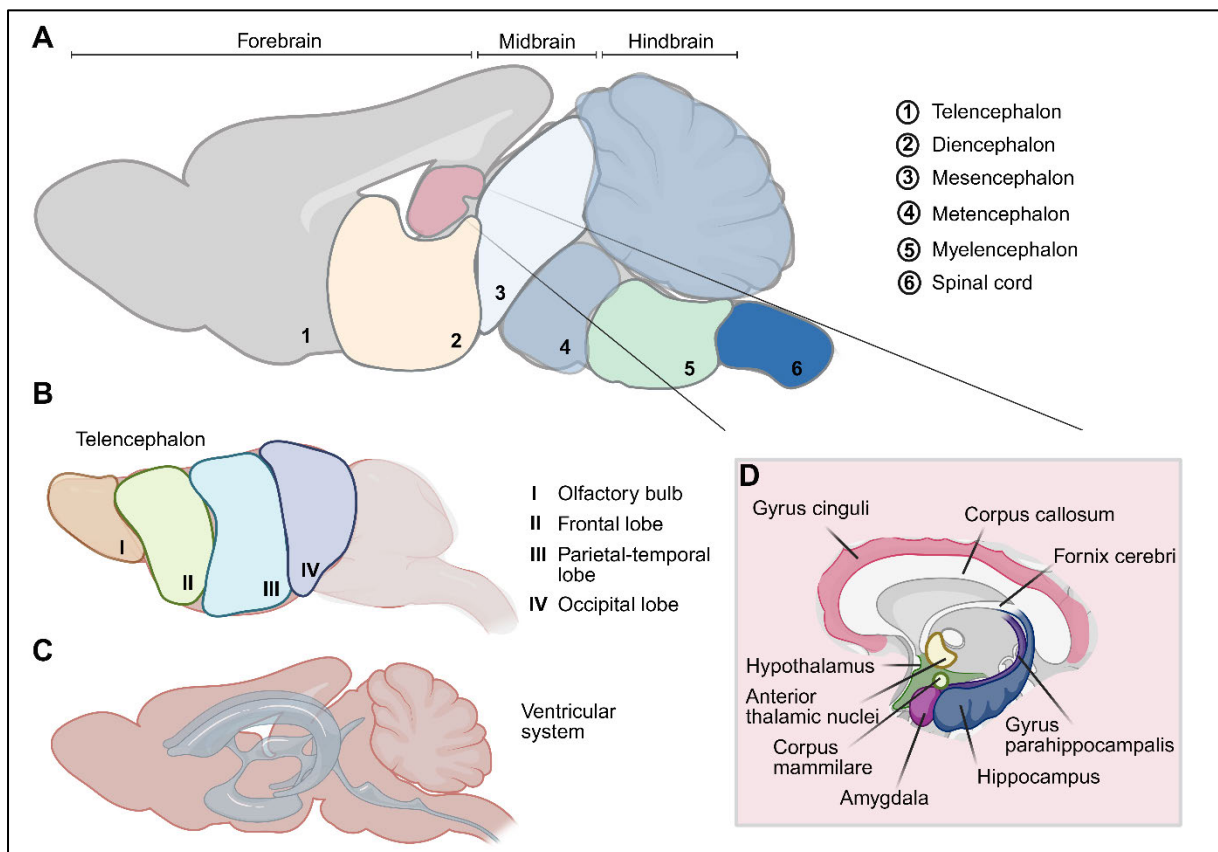 A
Forebrain
Midbrain
Hindbrain
1 Telencephalon
2 Diencephalon
3 Mesencephalon
4 Metencephalon
5 Myelencephalon
6 Spinal cord
1
2
3
4
5
6
B
Telencephalon
I
II
III
IV
I Olfactory bulb
II Frontal lobe
III Parietal-temporal
lobe
IV Occipital lobe
C
Ventricular
system
D
Gyrus cinguli
Corpus callosum
Fornix cerebri
Hypothalamus
Anterior
thalamic nuclei
Corpus
mammilare
Amygdala
Gyrus
parahippocampalis
Hippocampus